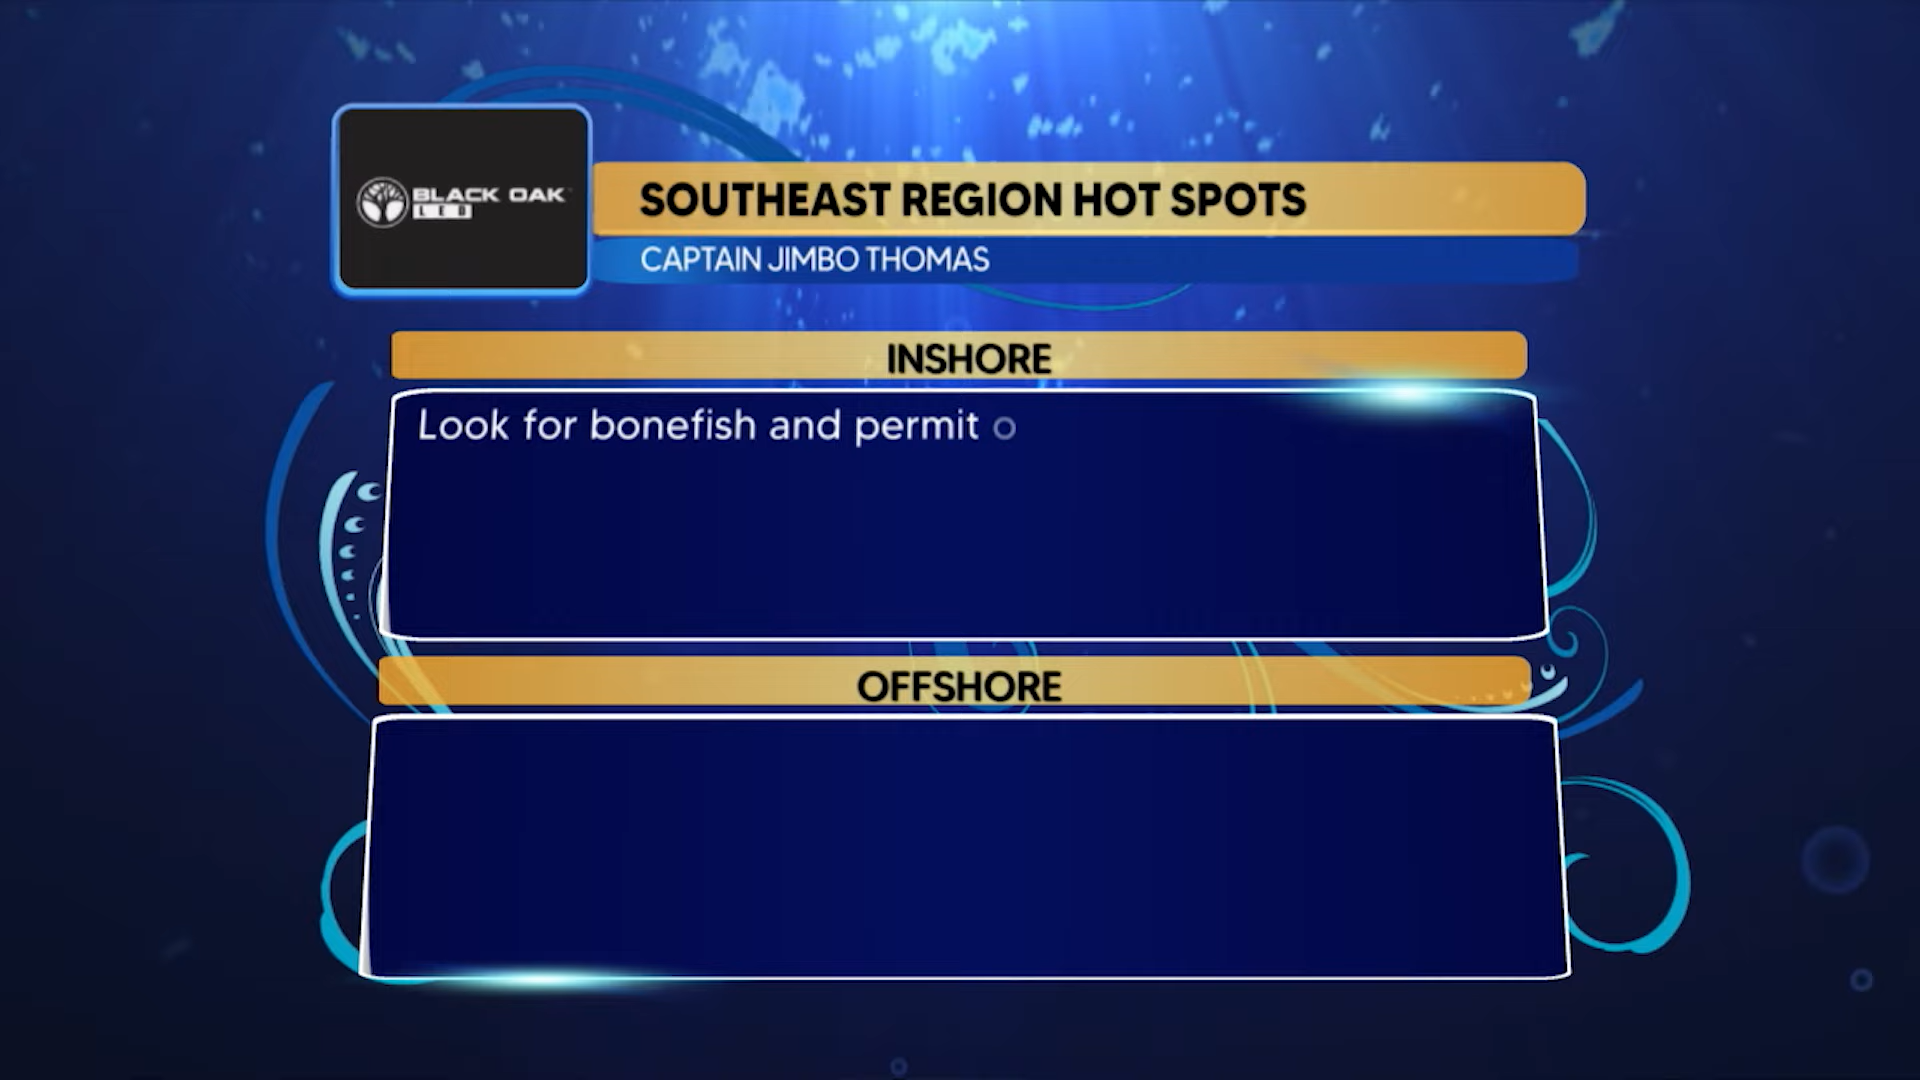 BLACK OAK
LED
SOUTHEAST REGION HOT SPOTS
CAPTAIN JIMBO THOMAS
INSHORE
Look for bonefish and permit o
OFFSHORE